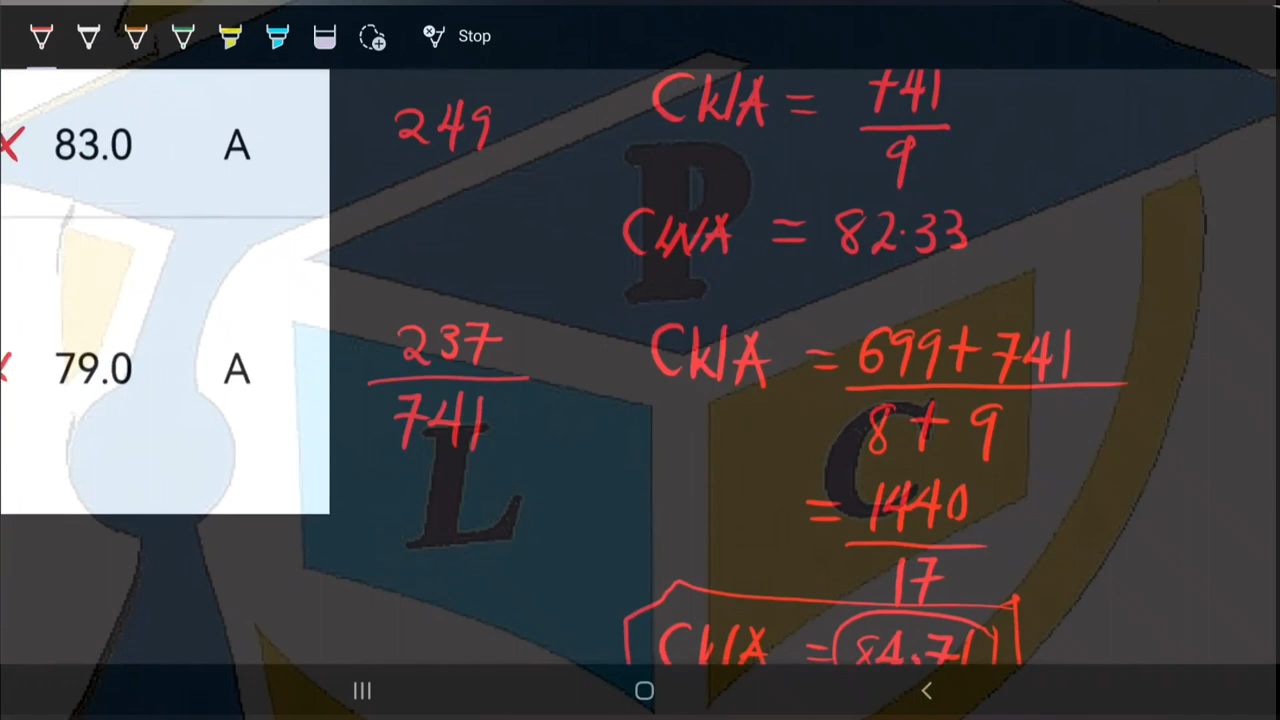 Stop
83.0 A 249
79.0 A 237
741
CWA = 741
9
CWA = 82.33
CWA = 699 + 741
8 + 9
= 1440
17
CWA = 84.71
P
L
C